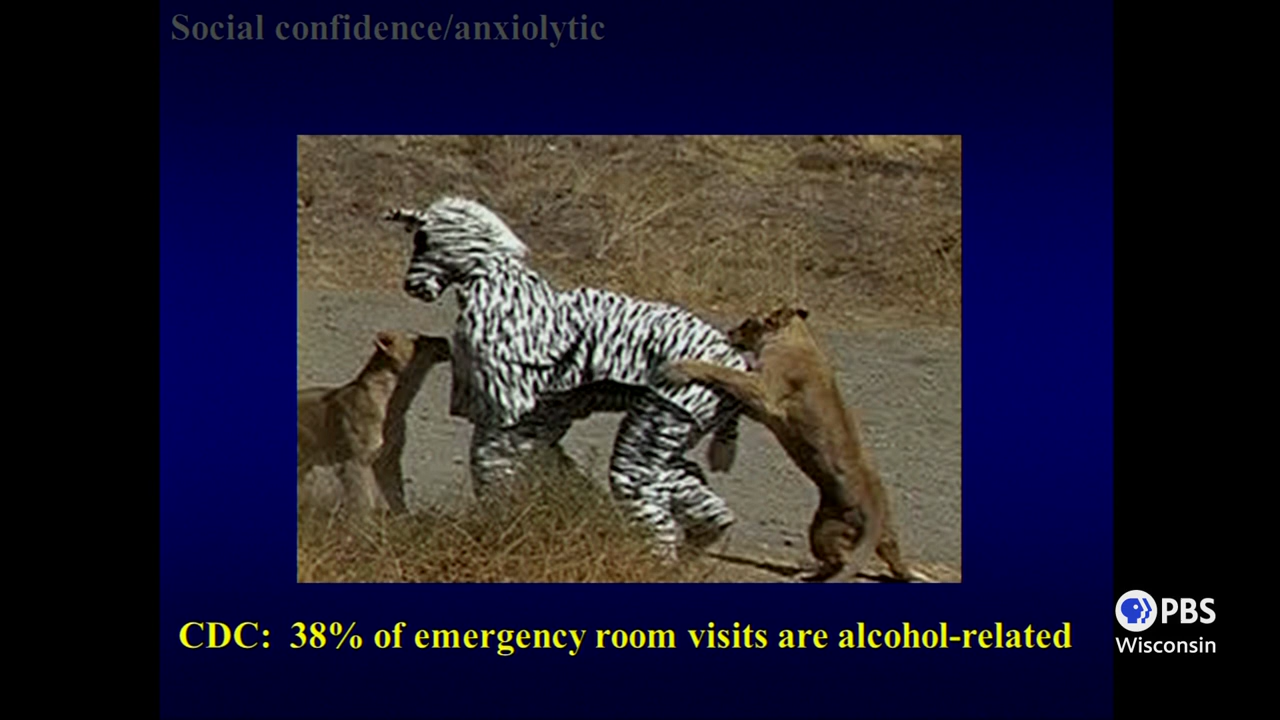 Social confidence/anxiolytic
CDC: 38% of emergency room visits are alcohol-related
PBS
Wisconsin